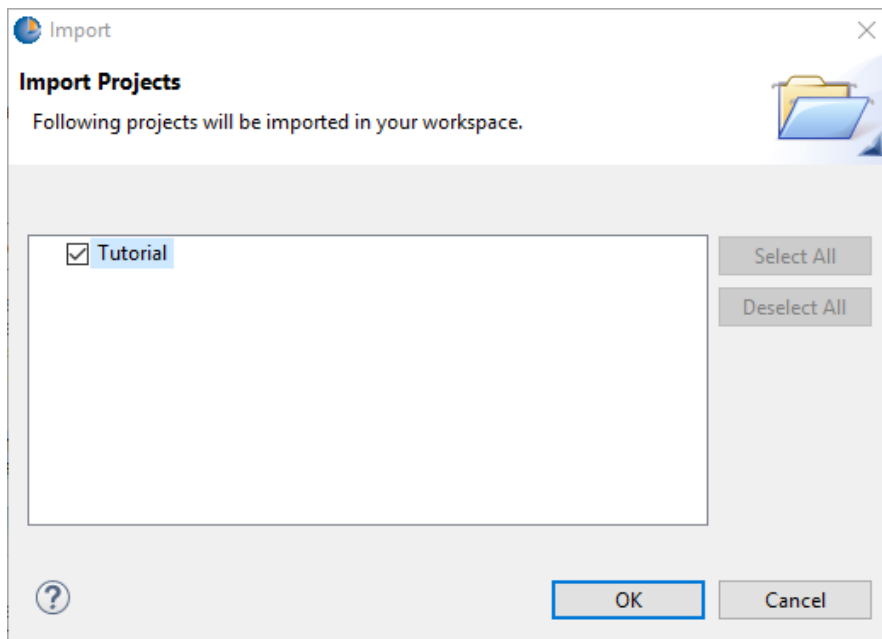 Import
Import Projects
Following projects will be imported in your workspace.
Tutorial
Select All
Deselect All
?
OK
Cancel